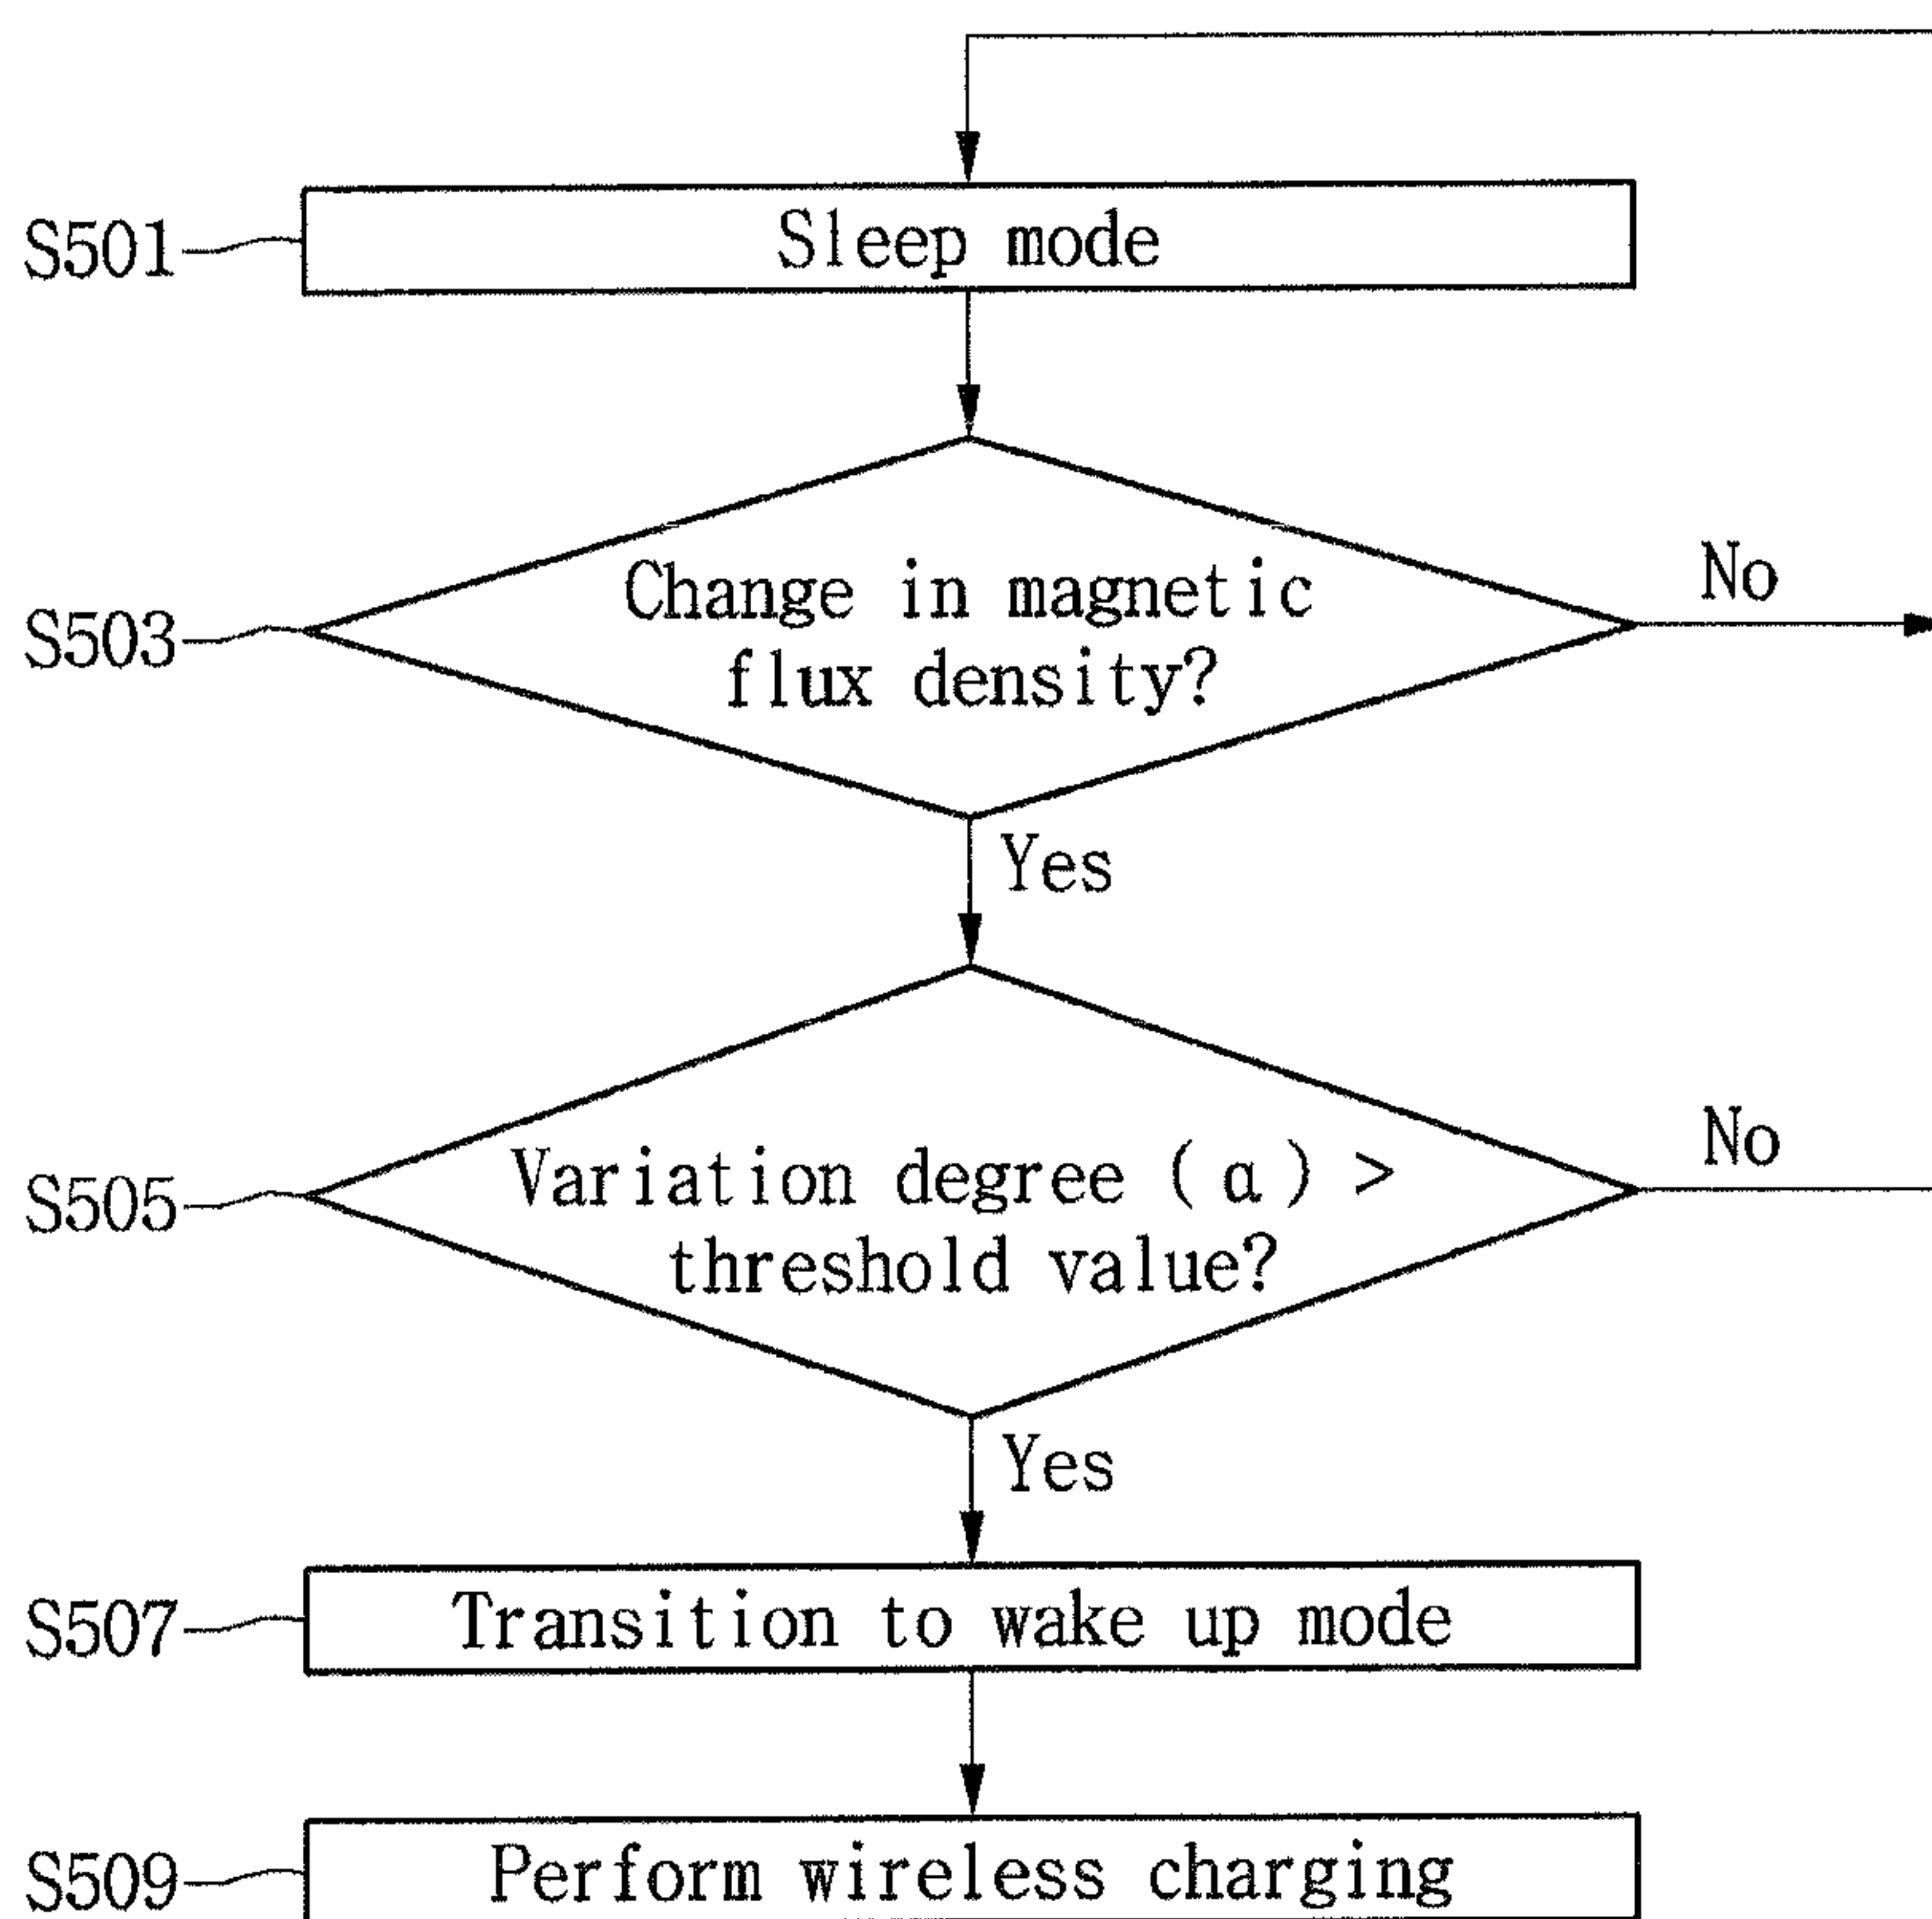 S501
Sleep mode
S503
Change in magnetic
flux density?
No
Yes
S505
Variation degree (α) >
threshold value?
No
Yes
S507
Transition to wake up mode
S509
Perform wireless charging